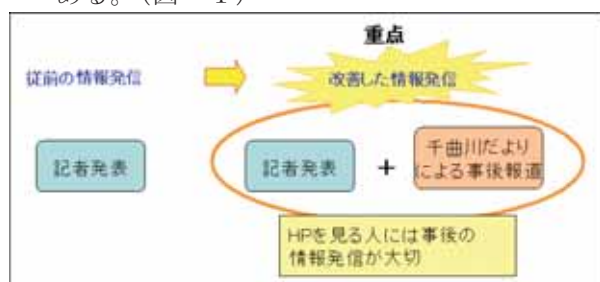 ある。(図-1)
重点
従前の情報発信
改善した情報発信
記者発表
記者発表
+
千曲川だより
による事後報道
HPを見る人には事後の
情報発信が大切